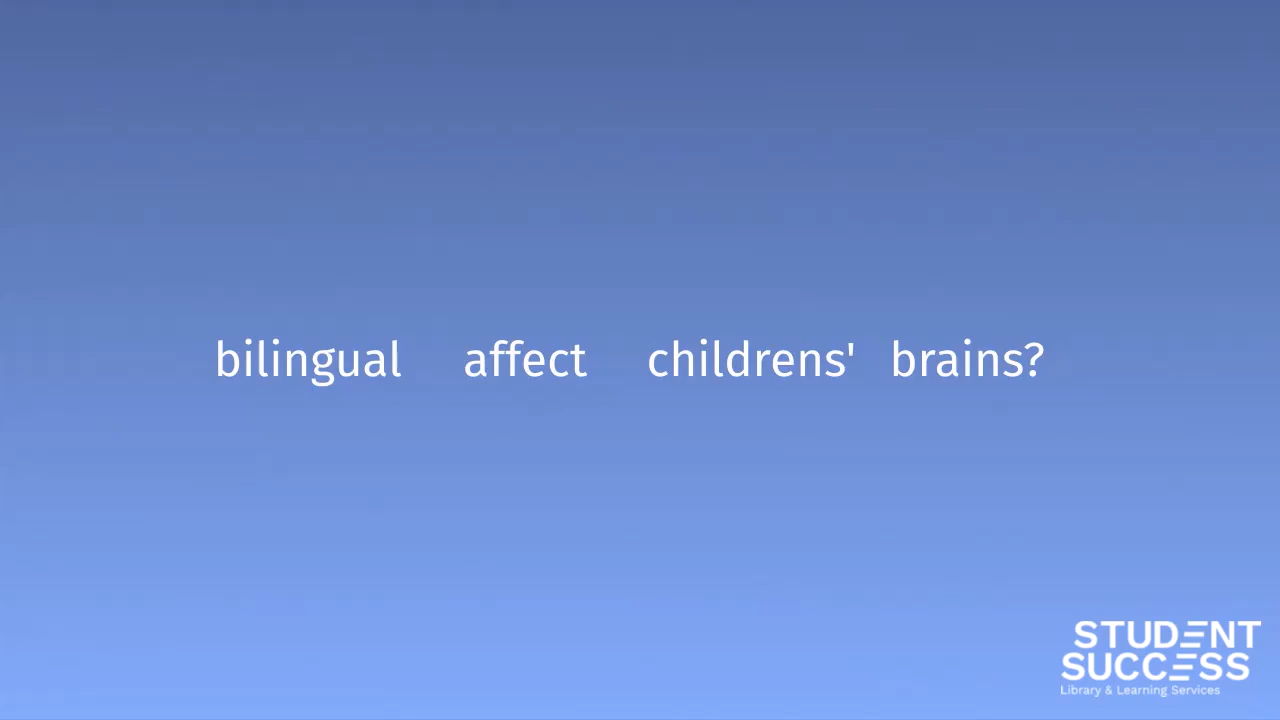 bilingual affect childrens' brains?
STUDENT
SUCCESS
Library & Learning Services